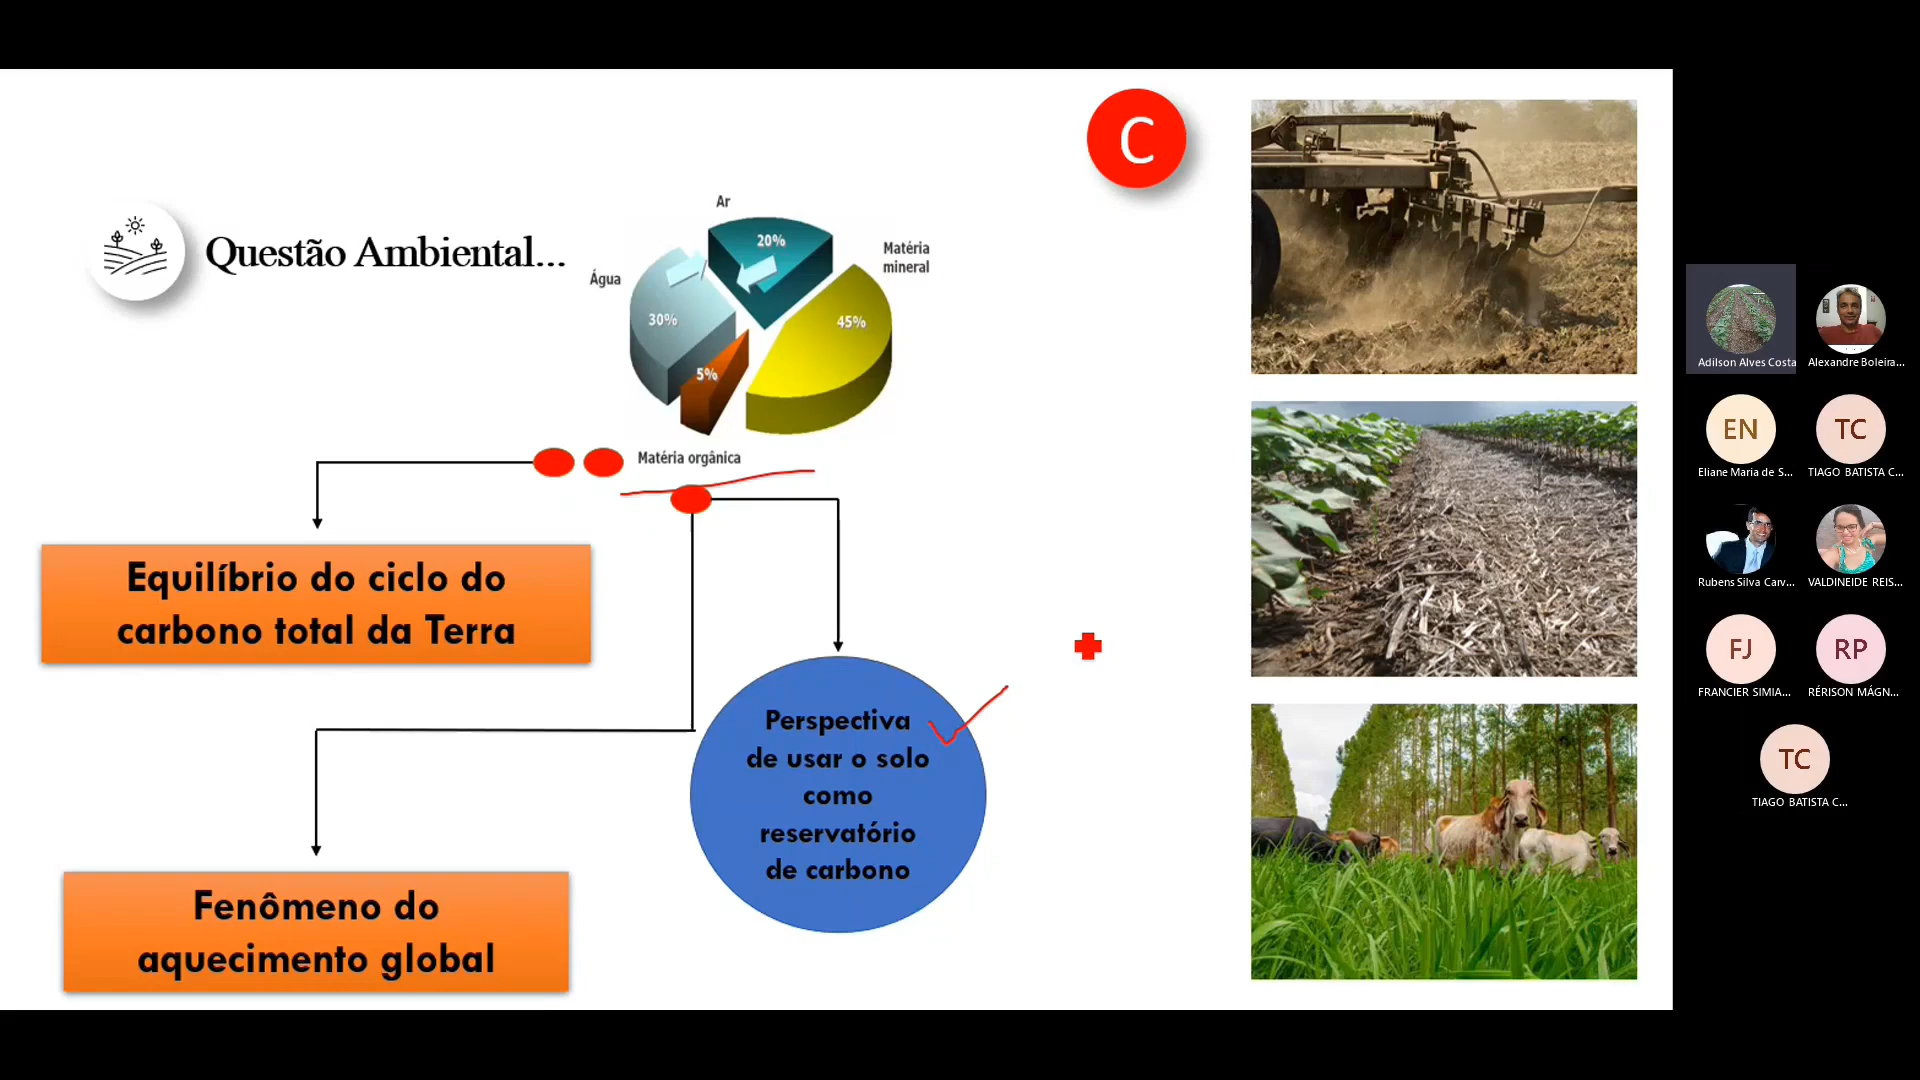 C
Ar
20%
Matéria
mineral
Questão Ambiental...
Água
30%
45%
5%
Matéria orgânica
Equilíbrio do ciclo do
carbono total da Terra
Perspectiva
de usar o solo
como
reservatório
de carbono
Fenômeno do
aquecimento global
Adilson Alves Costa
Alexandre Boleira...
EN
Eliane Maria de S...
TC
TIAGO BATISTA C...
Rubens Silva Carv...
VALDINEIDE REIS...
FJ
FRANCIER SIMIA...
RP
RÉRISON MÁGN...
TC
TIAGO BATISTA C...